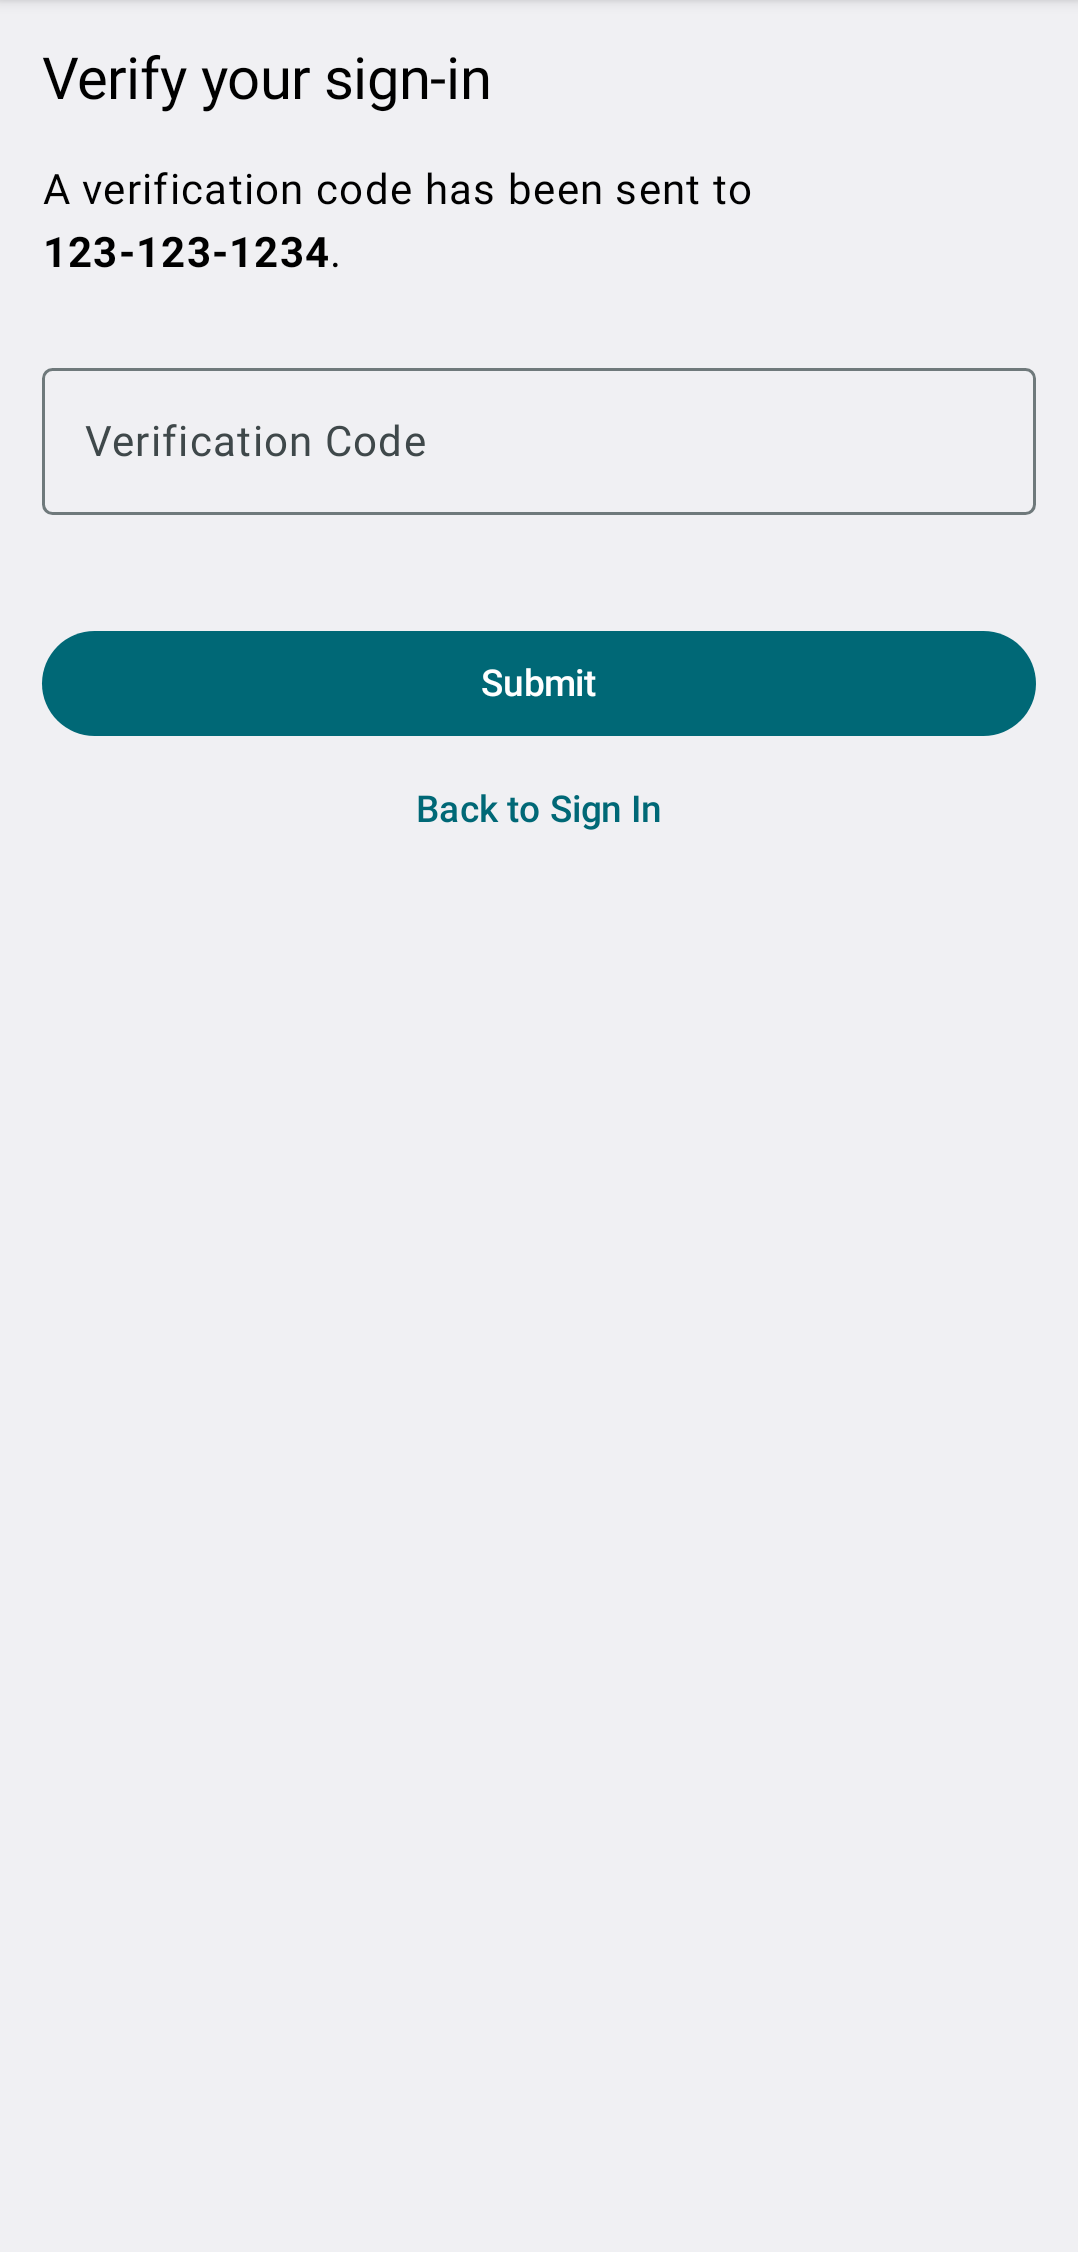 Verify your sign-in
A verification code has been sent to
123-123-1234.
Verification Code
Submit
Back to Sign In